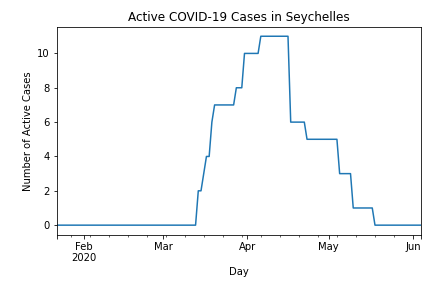 Active COVID-19 Cases in Seychelles
Number of Active Cases
10
8
6
4
2
0
Feb Mar Apr May Jun
2020
Day